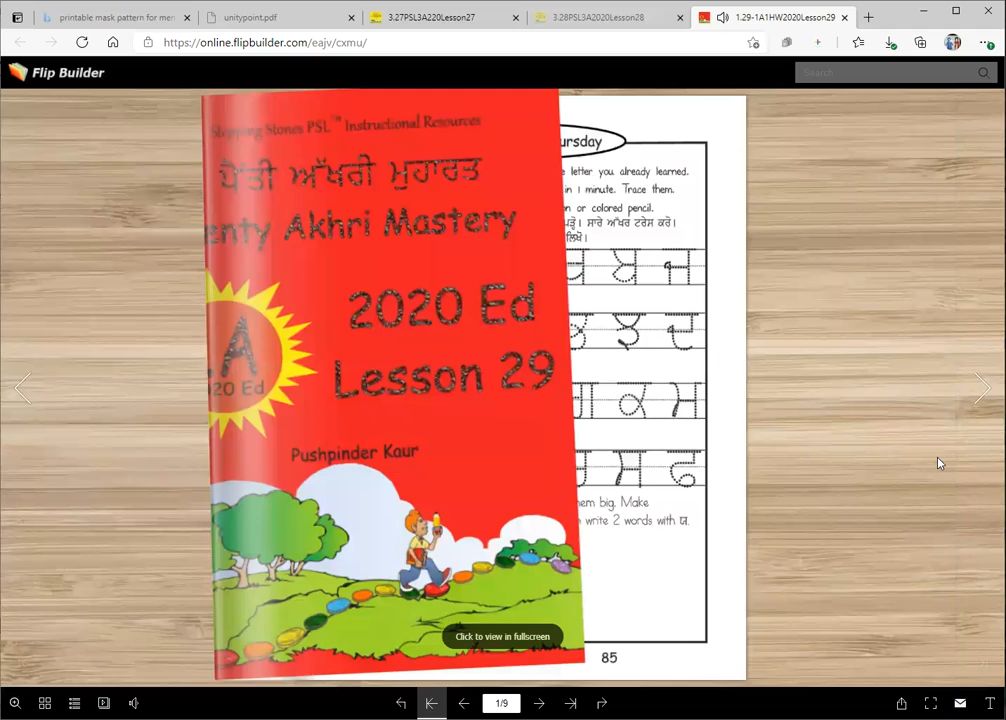 printable mask pattern for men
unitypoint.pdf
3.27PSL3A220Lesson27
3.28PSL3A2020Lesson28
1.29-1A1HW2020Lesson29
https://online.flipbuilder.com/eajv/cxmu/
Flip Builder
Search
Stepping Stones PSL™ Instructional Resources
ਪੈਂਤੀ ਅੱਖਰੀ ਮੁਹਾਰਤ
enty Akhri Mastery
2020 Ed
Lesson 29
A
20 Ed
Pushpinder Kaur
ursday
e letter you already learned.
in 1 minute. Trace them.
n or colored pencil.
ਪੜ੍ਹੋ। ਸਾਰੇ ਅੱਖਰ ਟਰੇਸ ਕਰੋ।
ਲਿਖੋ।
hem big. Make
write 2 words with ਯ.
85
Click to view in fullscreen
1/9